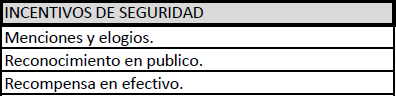 INCENTIVOS DE SEGURIDAD
Menciones y elogios.
Reconocimiento en publico.
Recompensa en efectivo.